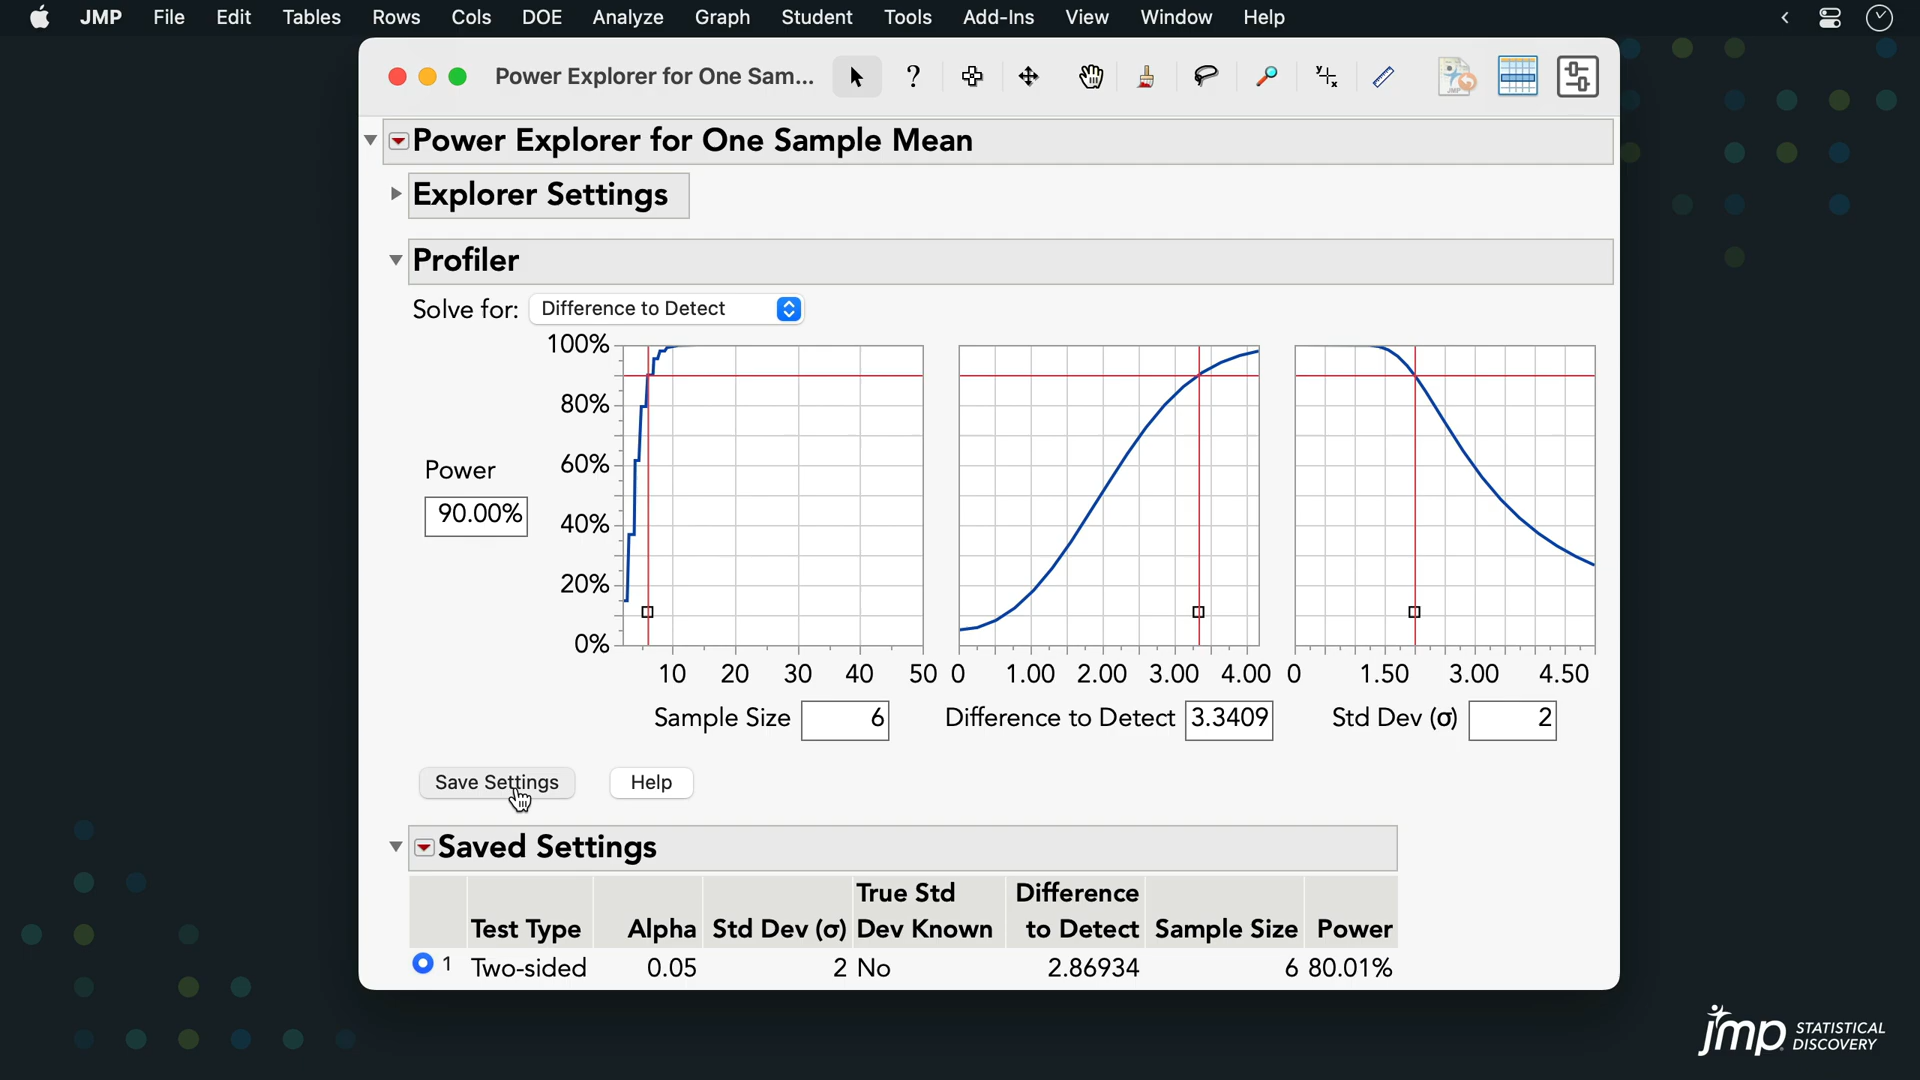 JMP File Edit Tables Rows Cols DOE Analyze Graph Student Tools Add-Ins View Window Help
Power Explorer for One Sam...
Power Explorer for One Sample Mean
Explorer Settings
Profiler
Solve for: Difference to Detect
100%
80%
60%
40%
20%
0%
Power
90.00%
10 20 30 40 50 0 1.00 2.00 3.00 4.00 0 1.50 3.00 4.50
Sample Size 6 Difference to Detect 3.3409 Std Dev (σ) 2
Save Settings Help
Saved Settings
True Std Difference
Test Type Alpha Std Dev (σ) Dev Known to Detect Sample Size Power
1 Two-sided 0.05 2 No 2.86934 6 80.01%
jmp STATISTICAL
DISCOVERY